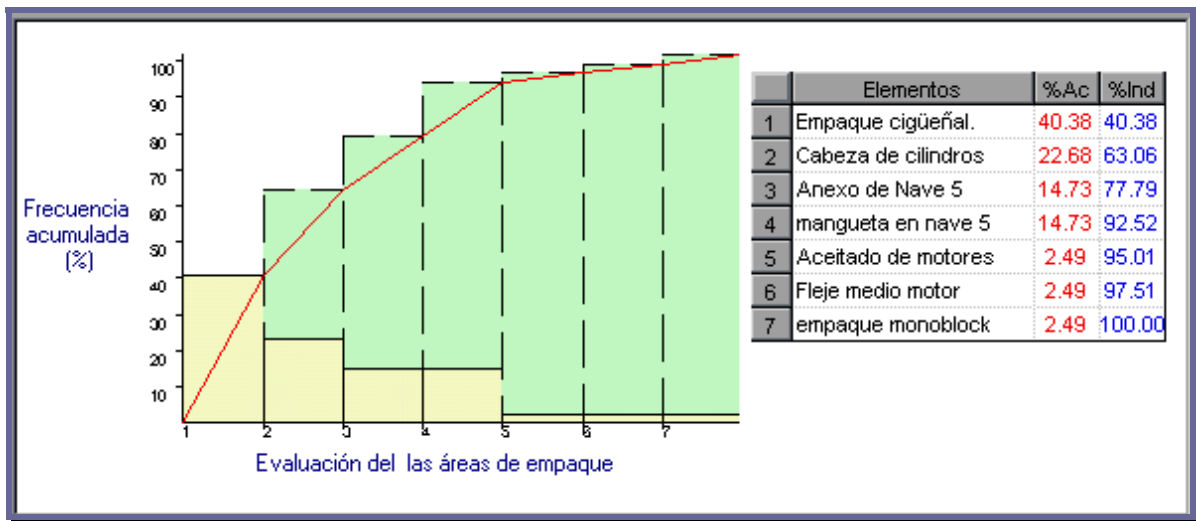 100
90
80
70
60
50
40
30
20
10
Frecuencia
acumulada
(%)
1 2 3 4 5 6 7
Evaluación del las áreas de empaque
Elementos %Ac %Ind
1 Empaque cigüeñal. 40.38 40.38
2 Cabeza de cilindros 22.68 63.06
3 Anexo de Nave 5 14.73 77.79
4 mangueta en nave 5 14.73 92.52
5 Aceitado de motores 2.49 95.01
6 Fleje medio motor 2.49 97.51
7 empaque monoblock 2.49 100.00